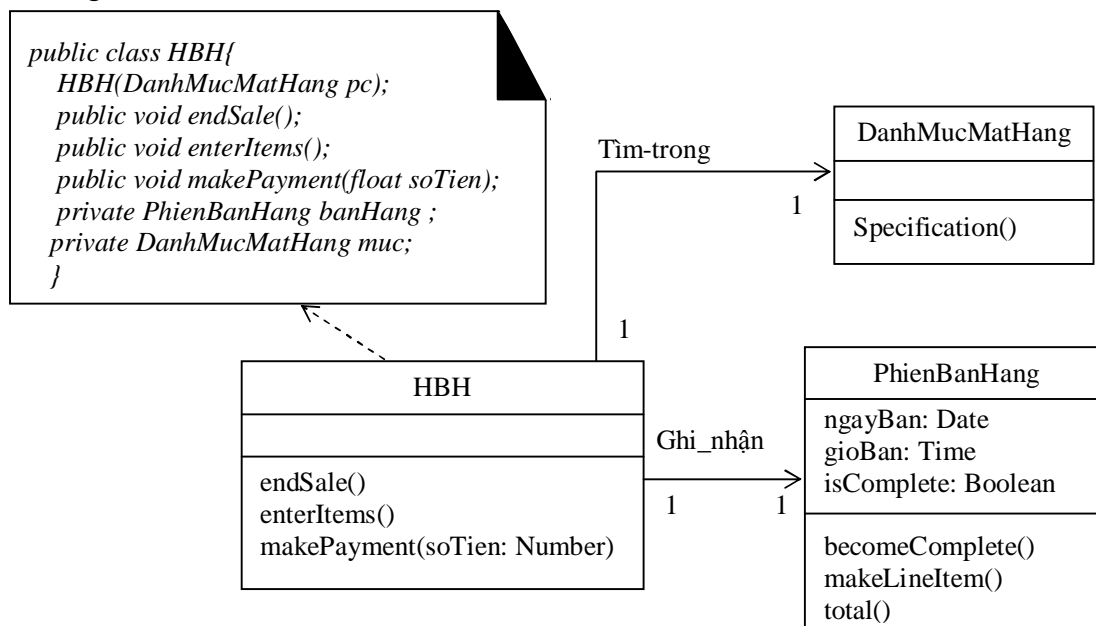 public class HBH{
HBH(DanhMucMatHang pc);
public void endSale();
public void enterItems();
public void makePayment(float soTien);
private PhienBanHang banHang ;
private DanhMucMatHang muc;
}
DanhMucMatHang
Specification()
Tìm-trong
1
1
HBH
endSale()
enterItems()
makePayment(soTien: Number)
Ghi_nhận
1
1
PhienBanHang
ngayBan: Date
gioBan: Time
isComplete: Boolean
becomeComplete()
makeLineItem()
total()